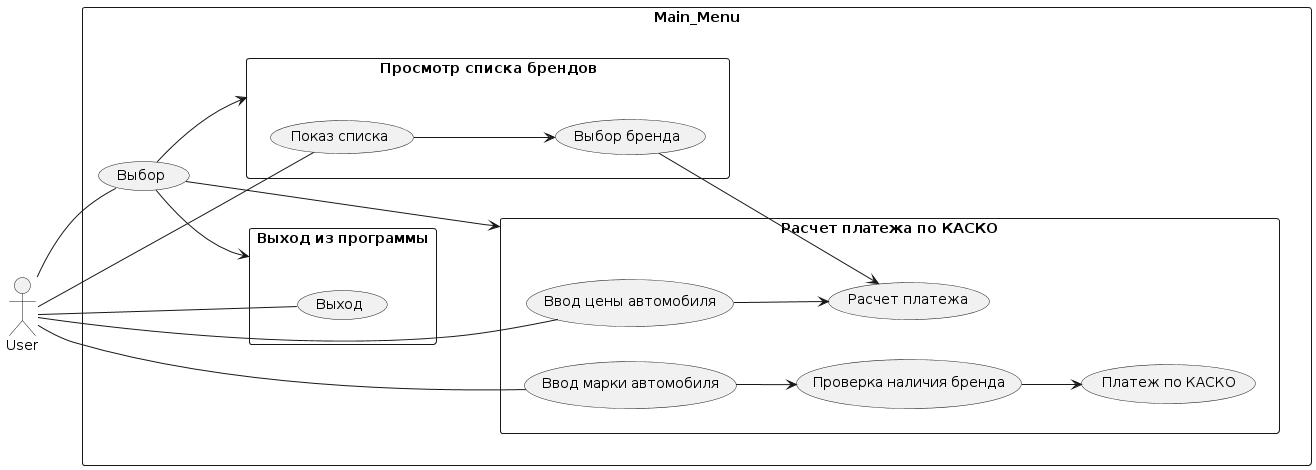 Main_Menu
Просмотр списка брендов
Показ списка
Выбор бренда
Выбор
Выход из программы
Выход
User
Расчет платежа по КАСКО
Ввод цены автомобиля
Расчет платежа
Ввод марки автомобиля
Проверка наличия бренда
Платеж по КАСКО